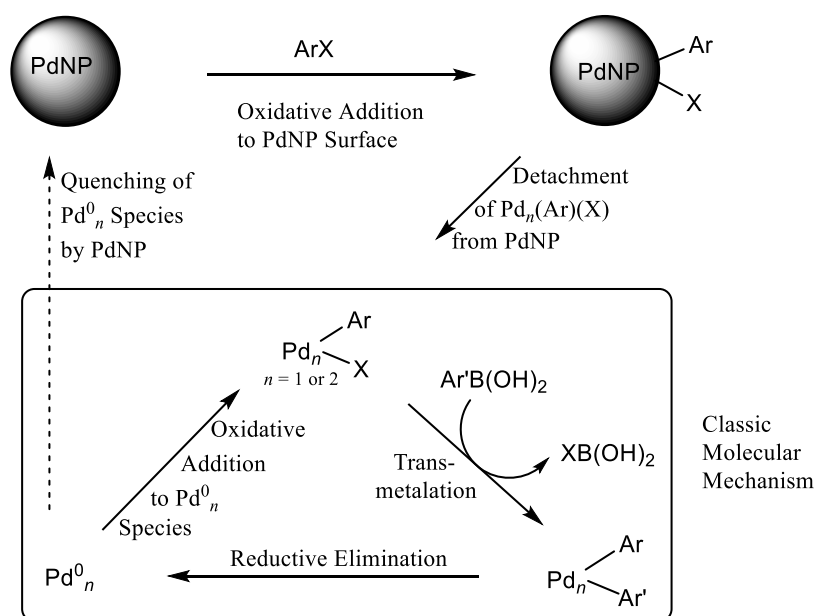 PdNP
ArX
Oxidative Addition
to PdNP Surface
PdNP
Ar
X
Quenching of
Pd⁰ₙ Species
by PdNP
Detachment
of Pdₙ(Ar)(X)
from PdNP
Ar
Pdₙ
X
n = 1 or 2
Ar'B(OH)₂
XB(OH)₂
Trans-
metalation
Classic
Molecular
Mechanism
Oxidative
Addition
to Pd⁰ₙ
Species
Reductive Elimination
Pd⁰ₙ
Ar
Pdₙ
Ar'